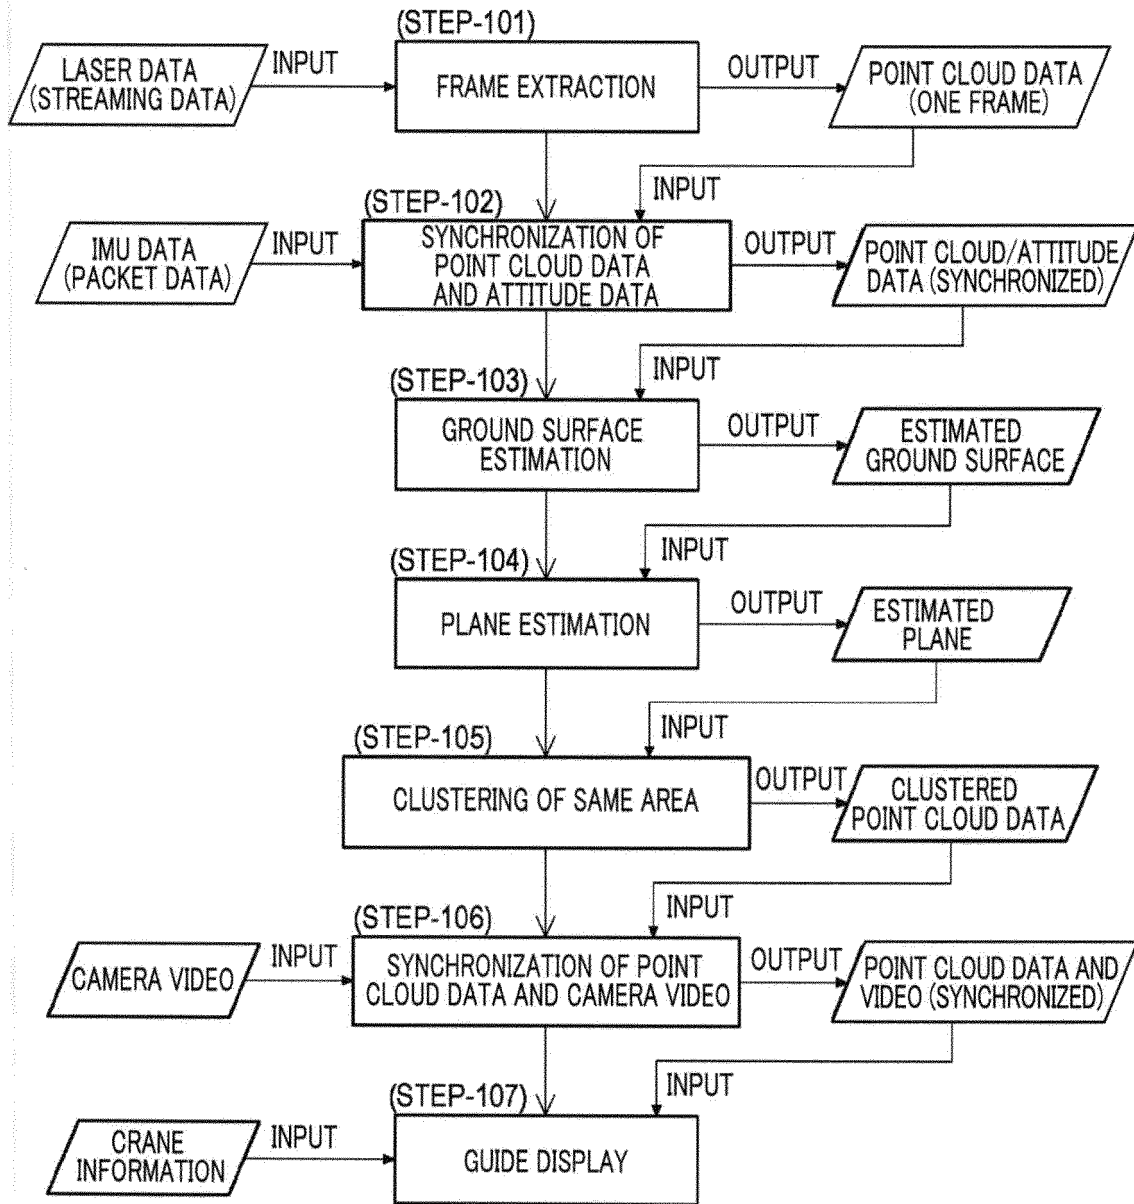 (STEP-101)
LASER DATA
(STREAMING DATA)
INPUT
FRAME EXTRACTION
OUTPUT
POINT CLOUD DATA
(ONE FRAME)
INPUT
(STEP-102)
IMU DATA
(PACKET DATA)
INPUT
SYNCHRONIZATION OF
POINT CLOUD DATA
AND ATTITUDE DATA
OUTPUT
POINT CLOUD/ATTITUDE
DATA (SYNCHRONIZED)
INPUT
(STEP-103)
GROUND SURFACE
ESTIMATION
OUTPUT
ESTIMATED
GROUND SURFACE
INPUT
(STEP-104)
PLANE ESTIMATION
OUTPUT
ESTIMATED
PLANE
INPUT
(STEP-105)
CLUSTERING OF SAME AREA
OUTPUT
CLUSTERED
POINT CLOUD DATA
INPUT
(STEP-106)
CAMERA VIDEO
INPUT
SYNCHRONIZATION OF POINT
CLOUD DATA AND CAMERA VIDEO
OUTPUT
POINT CLOUD DATA AND
VIDEO (SYNCHRONIZED)
INPUT
(STEP-107)
CRANE
INFORMATION
INPUT
GUIDE DISPLAY